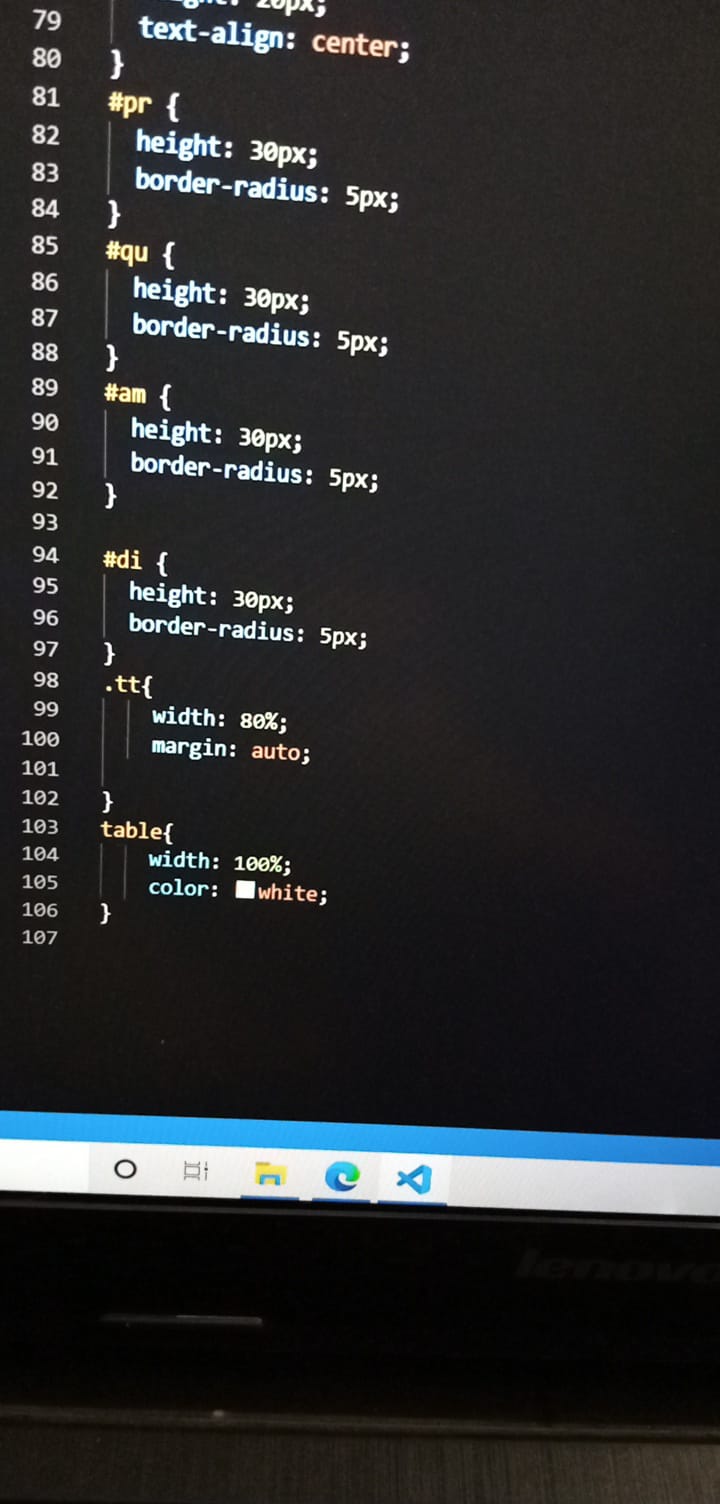 79 text-align: center;
80 }
81 #pr {
82 height: 30px;
83 border-radius: 5px;
84 }
85 #qu {
86 height: 30px;
87 border-radius: 5px;
88 }
89 #am {
90 height: 30px;
91 border-radius: 5px;
92 }
93
94 #di {
95 height: 30px;
96 border-radius: 5px;
97 }
98 .tt{
99 width: 80%;
100 margin: auto;
101
102 }
103 table{
104 width: 100%;
105 color: white;
106 }
107
lenovo